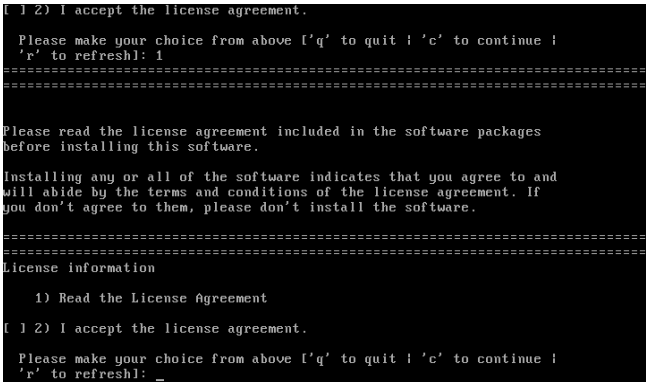 [ ] 2) I accept the license agreement.
Please make your choice from above ['q' to quit ¦ 'c' to continue ¦
'r' to refresh]: 1
================================================================================
================================================================================
Please read the license agreement included in the software packages
before installing this software.
Installing any or all of the software indicates that you agree to and
will abide by the terms and conditions of the license agreement. If
you don't agree to them, please don't install the software.
================================================================================
================================================================================
License information
1) Read the License Agreement
[ ] 2) I accept the license agreement.
Please make your choice from above ['q' to quit ¦ 'c' to continue ¦
'r' to refresh]: _